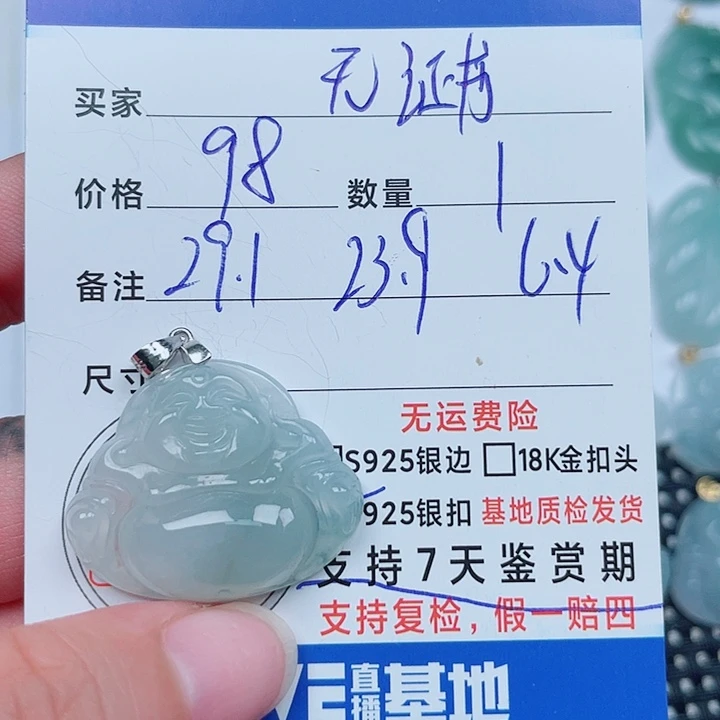 买家 无证书
价格 98 数量 1
备注 29.1 23.9 6.4
尺寸
无运费险
S925银边 18K金扣头
925银扣 基地质检发货
支持7天鉴赏期
支持复检，假一赔四
直播基地